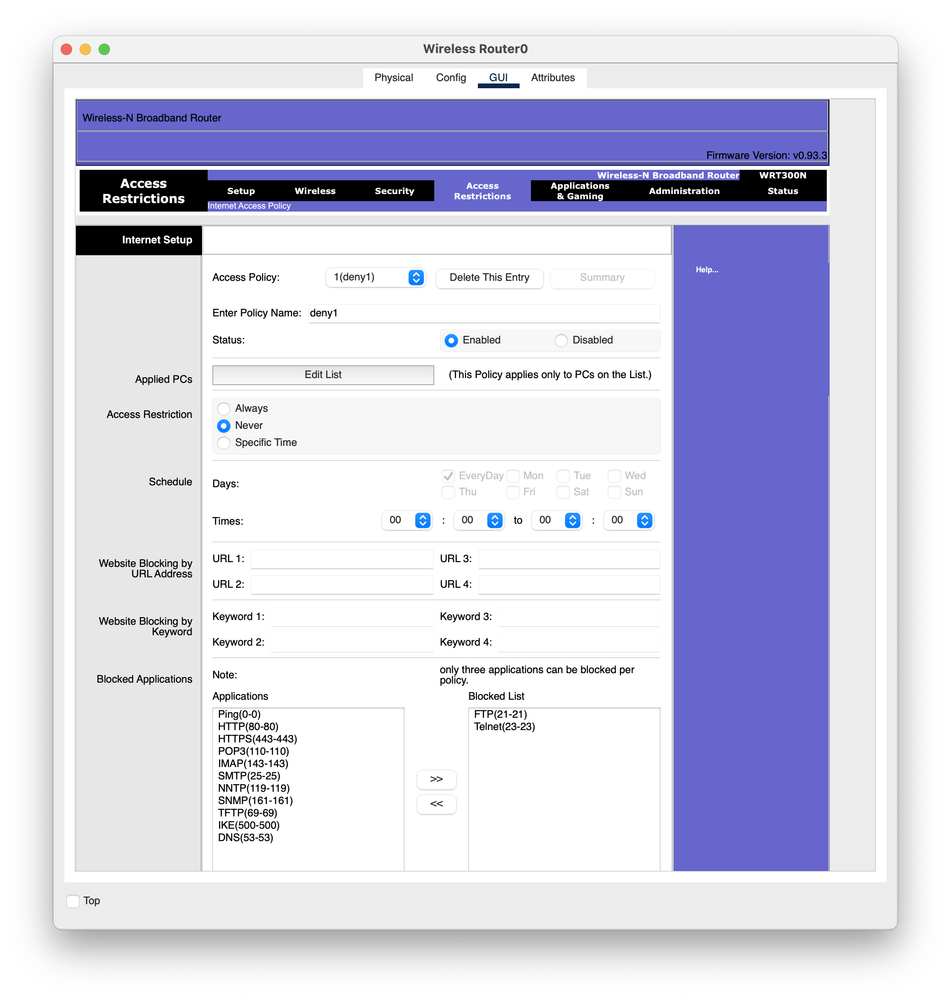 Wireless Router0
Physical Config GUI Attributes
Wireless-N Broadband Router
Firmware Version: v0.93.3
Access Restrictions
Wireless-N Broadband Router WRT300N
Setup Wireless Security Access Restrictions Applications & Gaming Administration Status
Internet Access Policy
Internet Setup
Help...
Access Policy: 1(deny1) Delete This Entry Summary
Enter Policy Name: deny1
Status: Enabled Disabled
Applied PCs Edit List (This Policy applies only to PCs on the List.)
Access Restriction
Always
Never
Specific Time
Schedule
Days: EveryDay Mon Tue Wed
Thu Fri Sat Sun
Times: 00 : 00 to 00 : 00
Website Blocking by
URL Address
URL 1: URL 3:
URL 2: URL 4:
Website Blocking by
Keyword
Keyword 1: Keyword 3:
Keyword 2: Keyword 4:
Blocked Applications
Note: only three applications can be blocked per
policy.
Applications Blocked List
Ping(0-0)
HTTP(80-80)
HTTPS(443-443)
POP3(110-110)
IMAP(143-143)
SMTP(25-25)
NNTP(119-119)
SNMP(161-161)
TFTP(69-69)
IKE(500-500)
DNS(53-53)
>>
<<
FTP(21-21)
Telnet(23-23)
Top